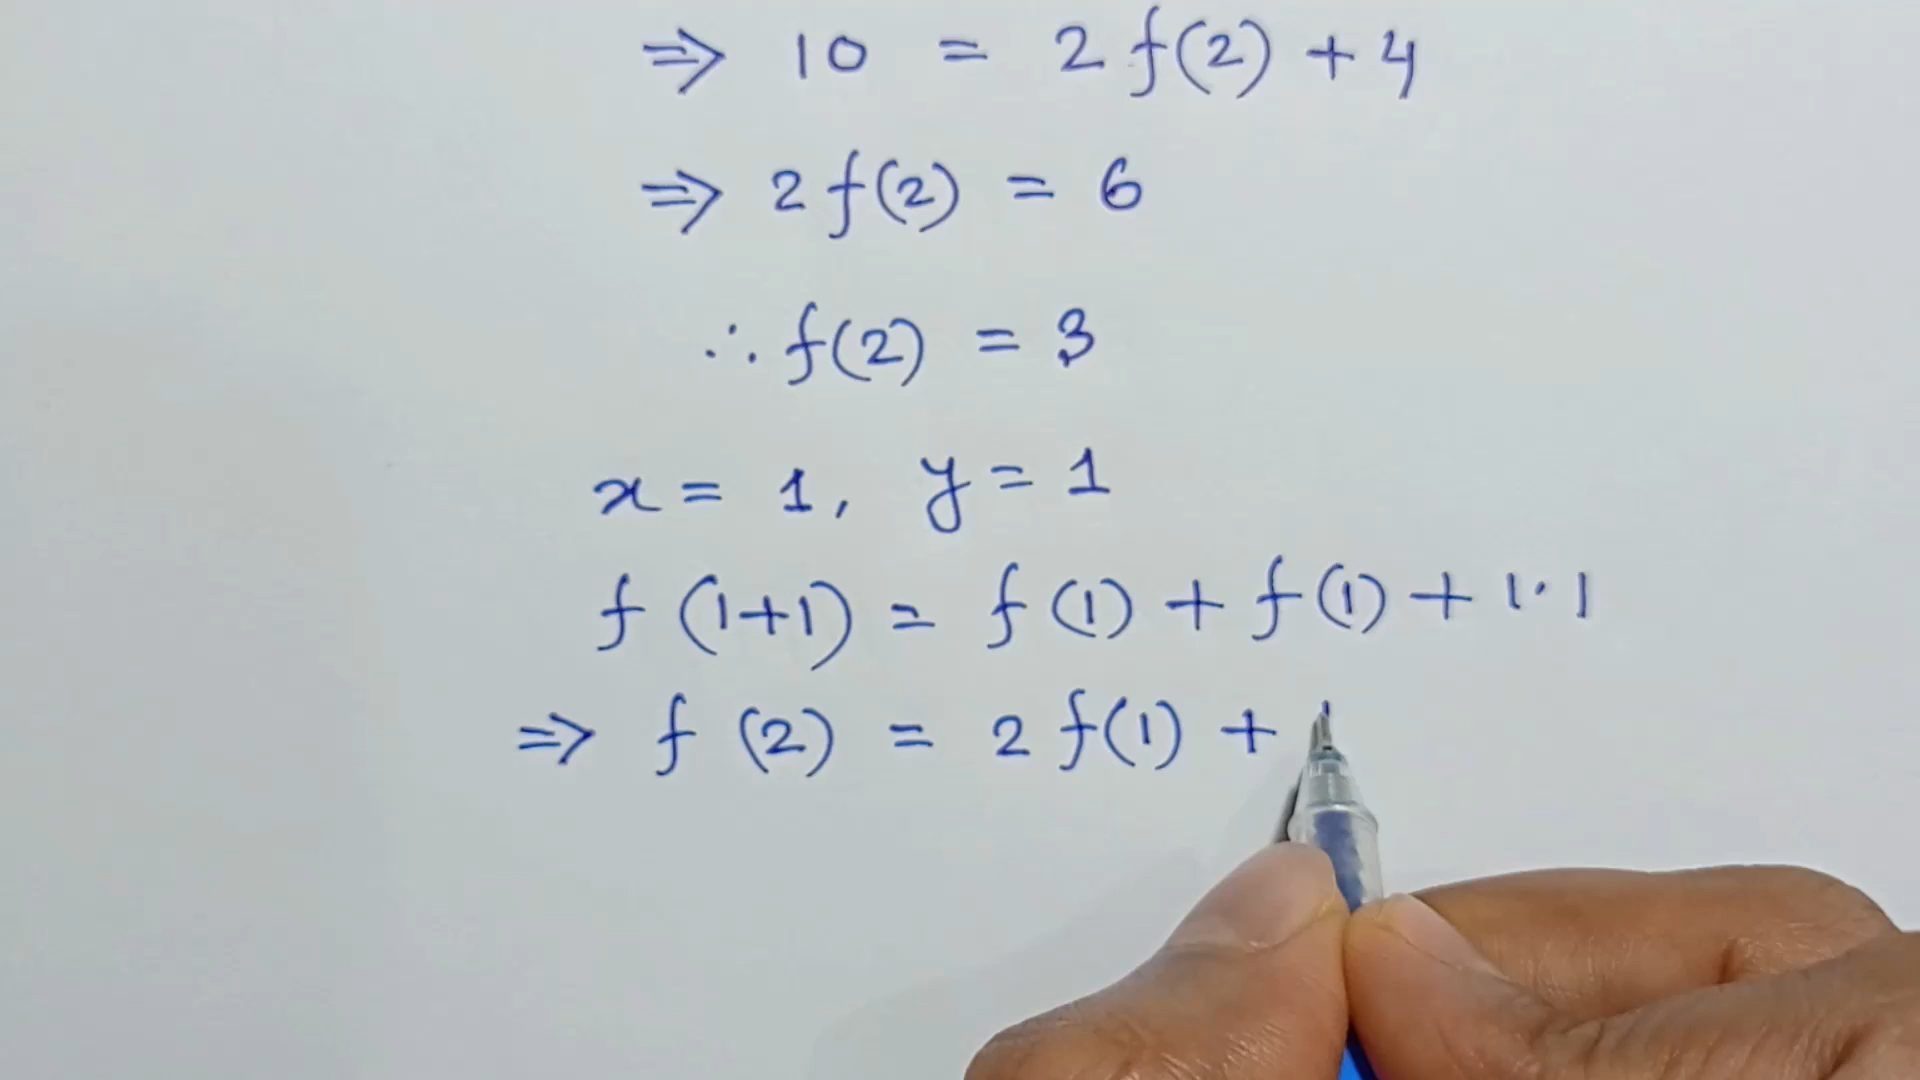 ⇒ 10 = 2f(2) + 4
⇒ 2f(2) = 6
∴ f(2) = 3
x = 1, y = 1
f(1+1) = f(1) + f(1) + 1·1
⇒ f(2) = 2f(1) +